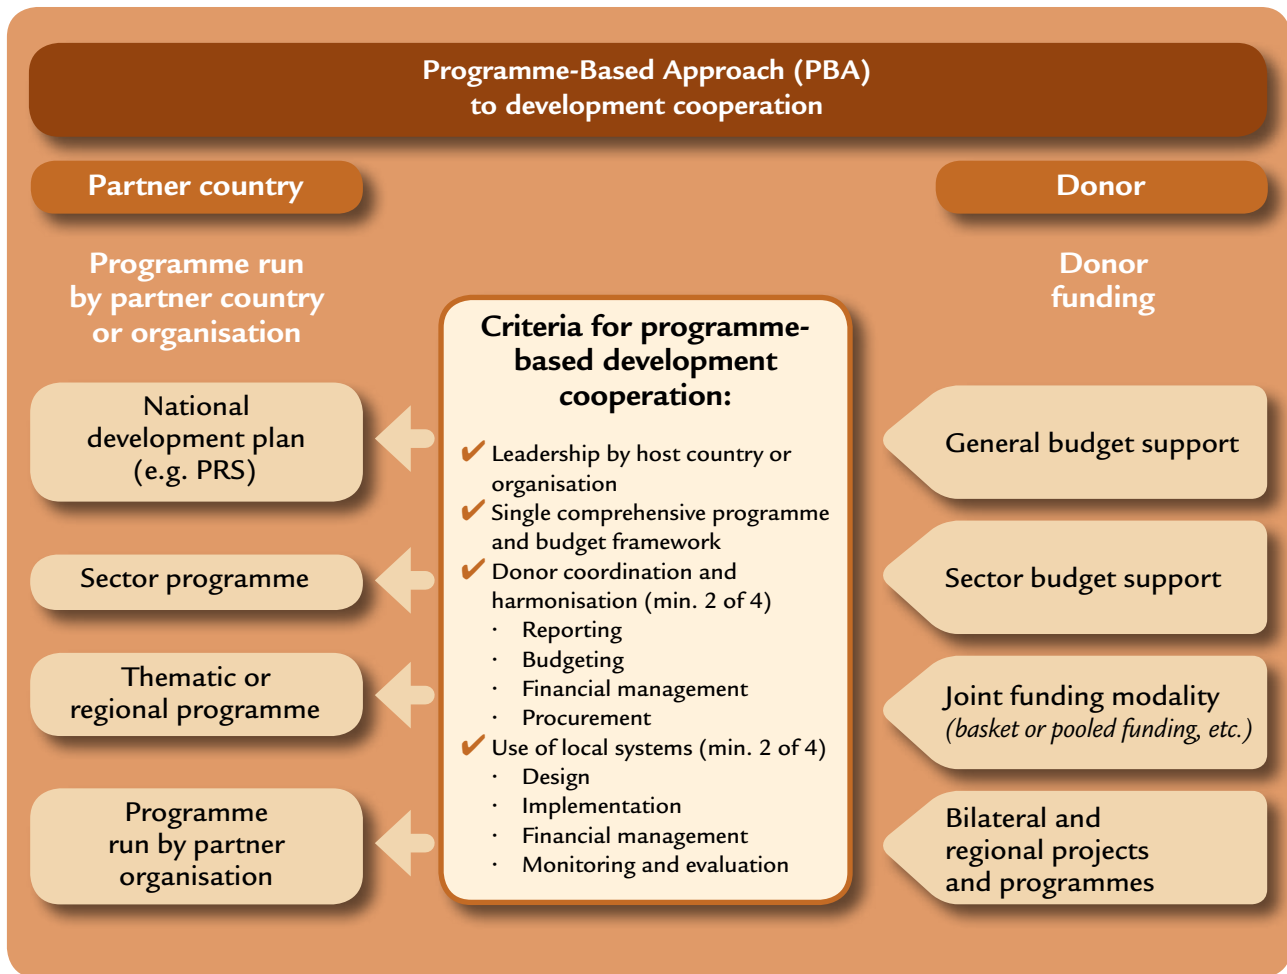 Programme-Based Approach (PBA)
to development cooperation
Partner country
Programme run
by partner country
or organisation
National
development plan
(e.g. PRS)
Sector programme
Thematic or
regional programme
Programme
run by partner
organisation
Criteria for programme-
based development
cooperation:
✔ Leadership by host country or
organisation
✔ Single comprehensive programme
and budget framework
✔ Donor coordination and
harmonisation (min. 2 of 4)
· Reporting
· Budgeting
· Financial management
· Procurement
✔ Use of local systems (min. 2 of 4)
· Design
· Implementation
· Financial management
· Monitoring and evaluation
Donor
Donor
funding
General budget support
Sector budget support
Joint funding modality
(basket or pooled funding, etc.)
Bilateral and
regional projects
and programmes